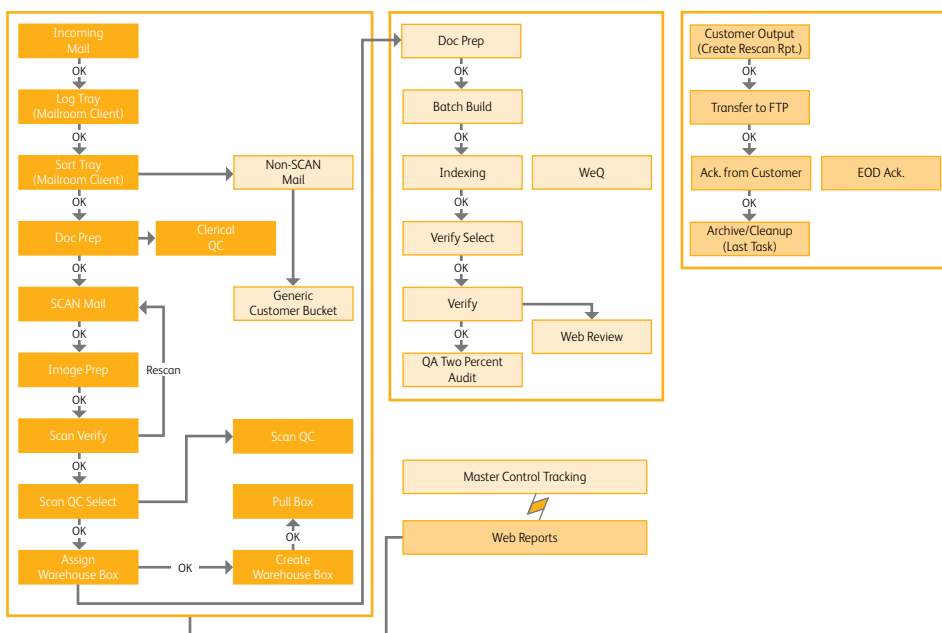 Incoming
Mail
OK
Log Tray
(Mailroom Client)
OK
Sort Tray
(Mailroom Client)
Non-SCAN
Mail
OK
Doc Prep
Clerical
QC
OK
SCAN Mail
Generic
Customer Bucket
OK
Image Prep
Rescan
OK
Scan Verify
Scan QC
OK
Scan QC Select
Pull Box
OK
OK
Assign
Warehouse Box
OK
Create
Warehouse Box
Doc Prep
OK
Batch Build
OK
Indexing
WeQ
OK
Verify Select
OK
Verify
Web Review
OK
QA Two Percent
Audit
Master Control Tracking
Web Reports
Customer Output
(Create Rescan Rpt.)
OK
Transfer to FTP
OK
Ack. from Customer
EOD Ack.
OK
Archive/Cleanup
(Last Task)